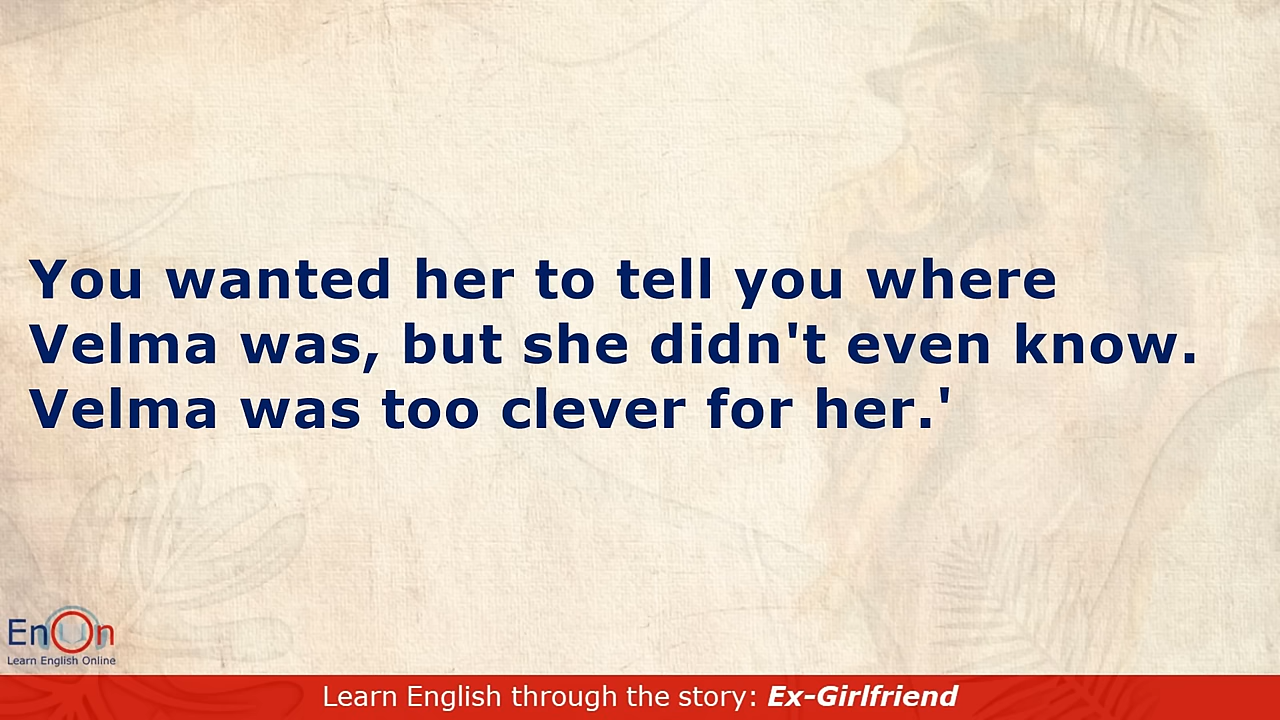 You wanted her to tell you where
Velma was, but she didn't even know.
Velma was too clever for her.'
EnOn
Learn English Online
Learn English through the story: Ex-Girlfriend